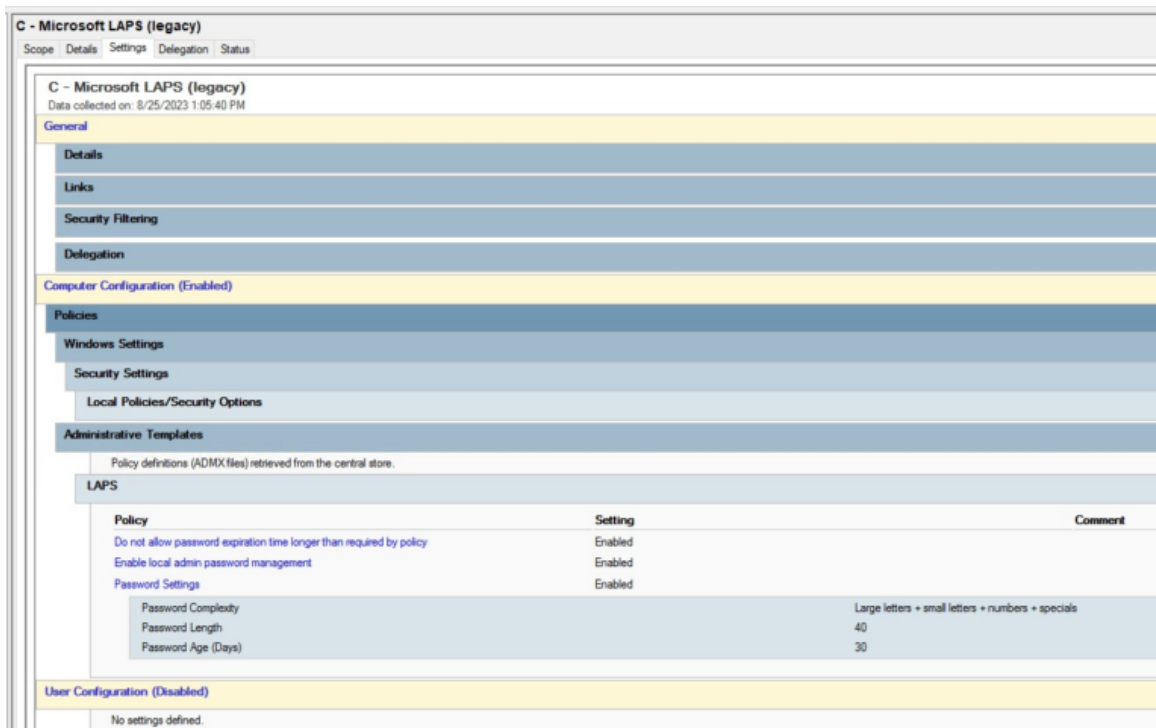 C - Microsoft LAPS (legacy)
Scope Details Settings Delegation Status
C - Microsoft LAPS (legacy)
Data collected on: 8/25/2023 1:05:40 PM
General
Details
Links
Security Filtering
Delegation
Computer Configuration (Enabled)
Policies
Windows Settings
Security Settings
Local Policies/Security Options
Administrative Templates
Policy definitions (ADMX files) retrieved from the central store.
LAPS
Policy Setting Comment
Do not allow password expiration time longer than required by policy Enabled
Enable local admin password management Enabled
Password Settings Enabled
Password Complexity Large letters + small letters + numbers + specials
Password Length 40
Password Age (Days) 30
User Configuration (Disabled)
No settings defined.